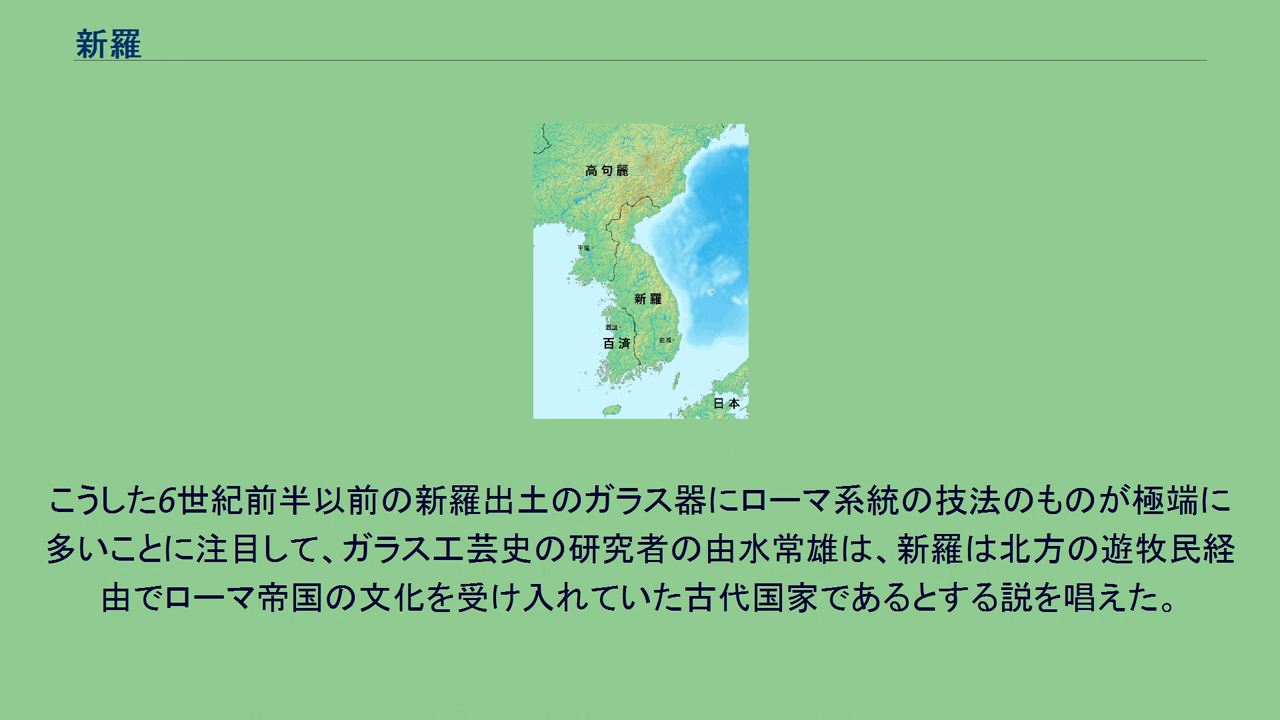 新羅
高句麗
平壌
新羅
百済
日本
こうした6世紀前半以前の新羅出土のガラス器にローマ系統の技法のものが極端に
多いことに注目して、ガラス工芸史の研究者の由水常雄は、新羅は北方の遊牧民経
由でローマ帝国の文化を受け入れていた古代国家であるとする説を唱えた。